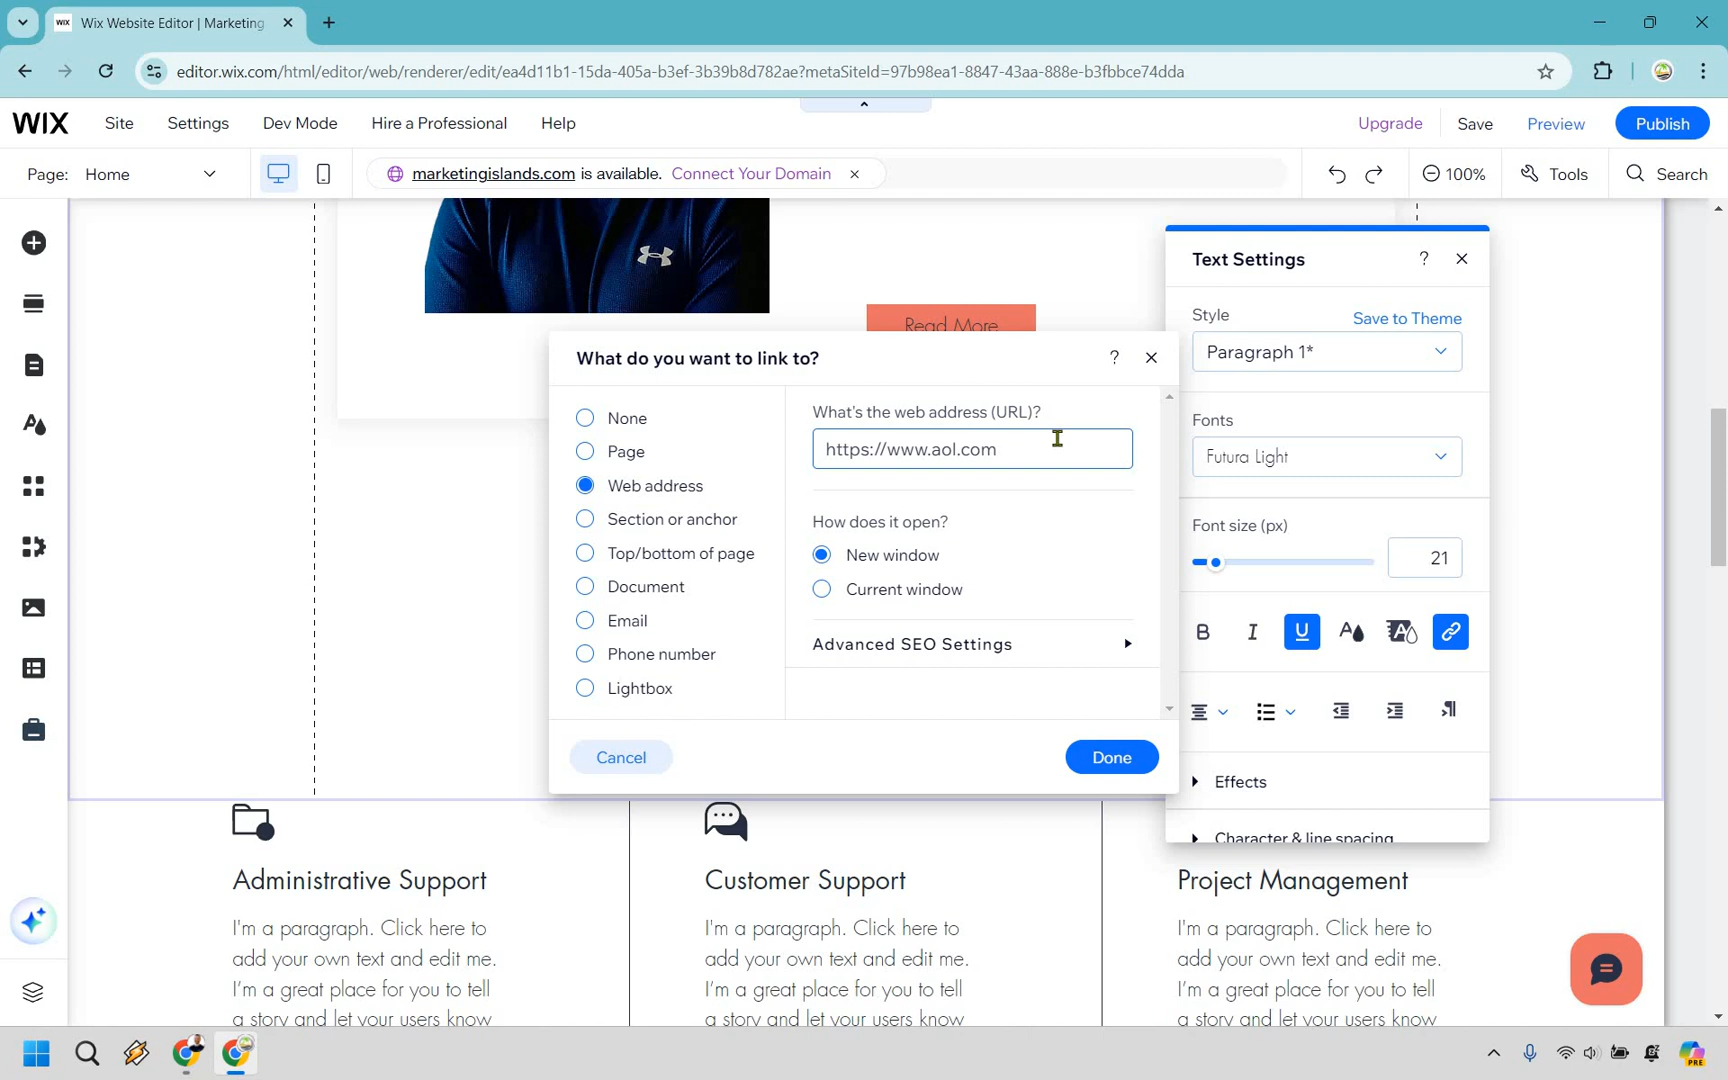 WIX Wix Website Editor | Marketing
editor.wix.com/html/editor/web/renderer/edit/ea4d11b1-15da-405a-b3ef-3b39b8d782ae?metaSiteId=97b98ea1-8847-43aa-888e-b3fbbce74dda
WIX Site Settings Dev Mode Hire a Professional Help Upgrade Save Preview Publish
Page: Home marketingislands.com is available. Connect Your Domain 100% Tools Search
Read More
What do you want to link to? ?
None
Page
Web address
Section or anchor
Top/bottom of page
Document
Email
Phone number
Lightbox
What's the web address (URL)?
https://www.aol.com
How does it open?
New window
Current window
Advanced SEO Settings
Cancel Done
Text Settings ?
Style Save to Theme
Paragraph 1*
Fonts
Futura Light
Font size (px)
21
B I U A A
Effects
Character & line spacing
Administrative Support
I'm a paragraph. Click here to
add your own text and edit me.
I'm a great place for you to tell
a story and let your users know
Customer Support
I'm a paragraph. Click here to
add your own text and edit me.
I'm a great place for you to tell
a story and let your users know
Project Management
I'm a paragraph. Click here to
add your own text and edit me.
I'm a great place for you to tell
a story and let your users know
PRE